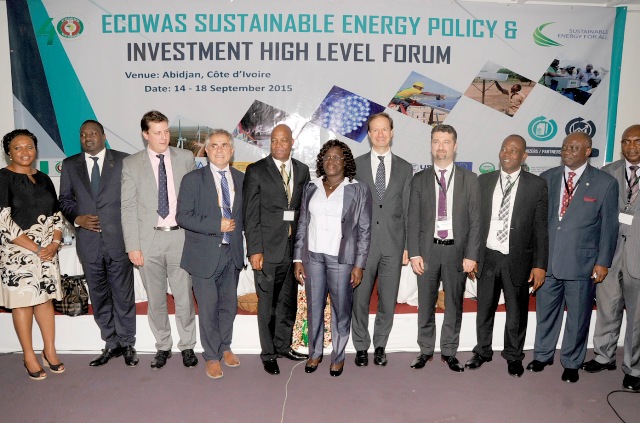 ECOWAS SUSTAINABLE ENERGY POLICY &
INVESTMENT HIGH LEVEL FORUM
SUSTAINABLE
ENERGY FOR ALL
Venue: Abidjan, Côte d'Ivoire
Date: 14 - 18 September 2015